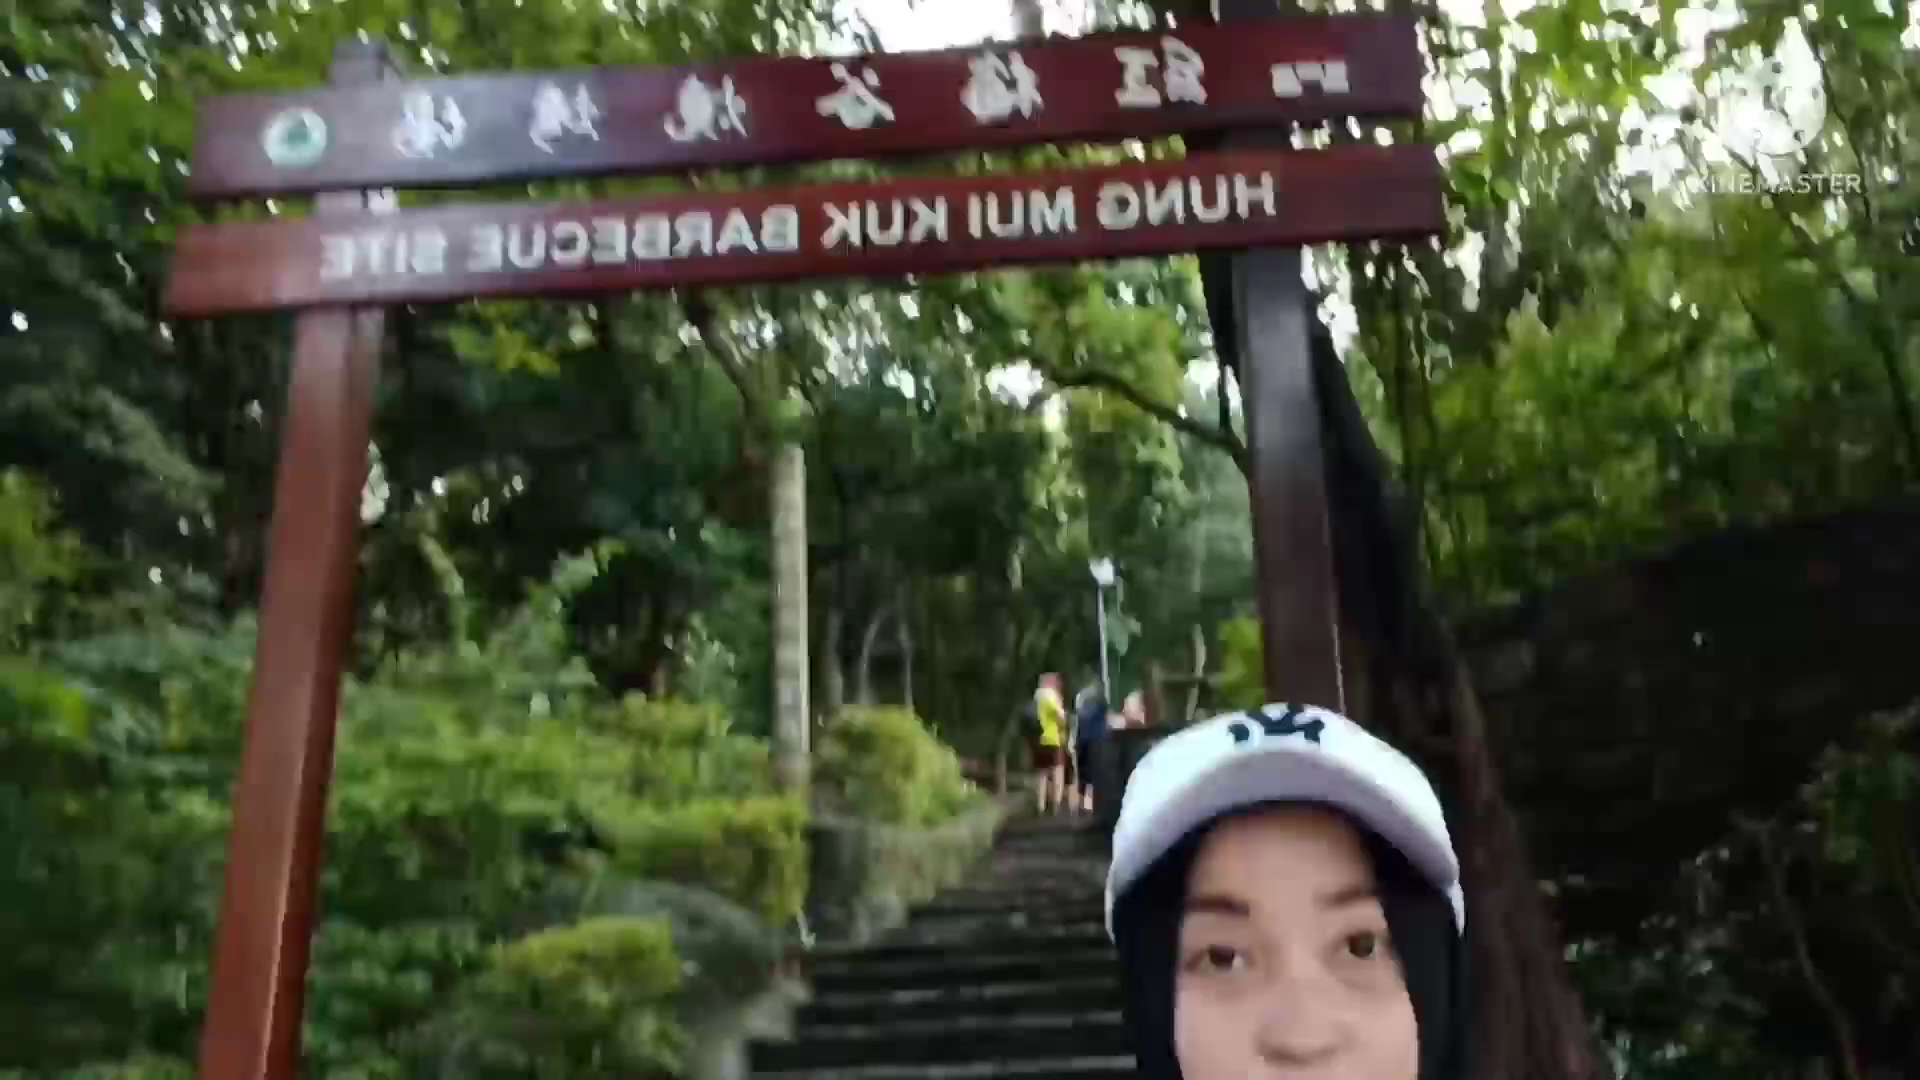 紅梅谷燒烤場
HUNG MUI KUK BARBECUE SITE
KINEMASTER